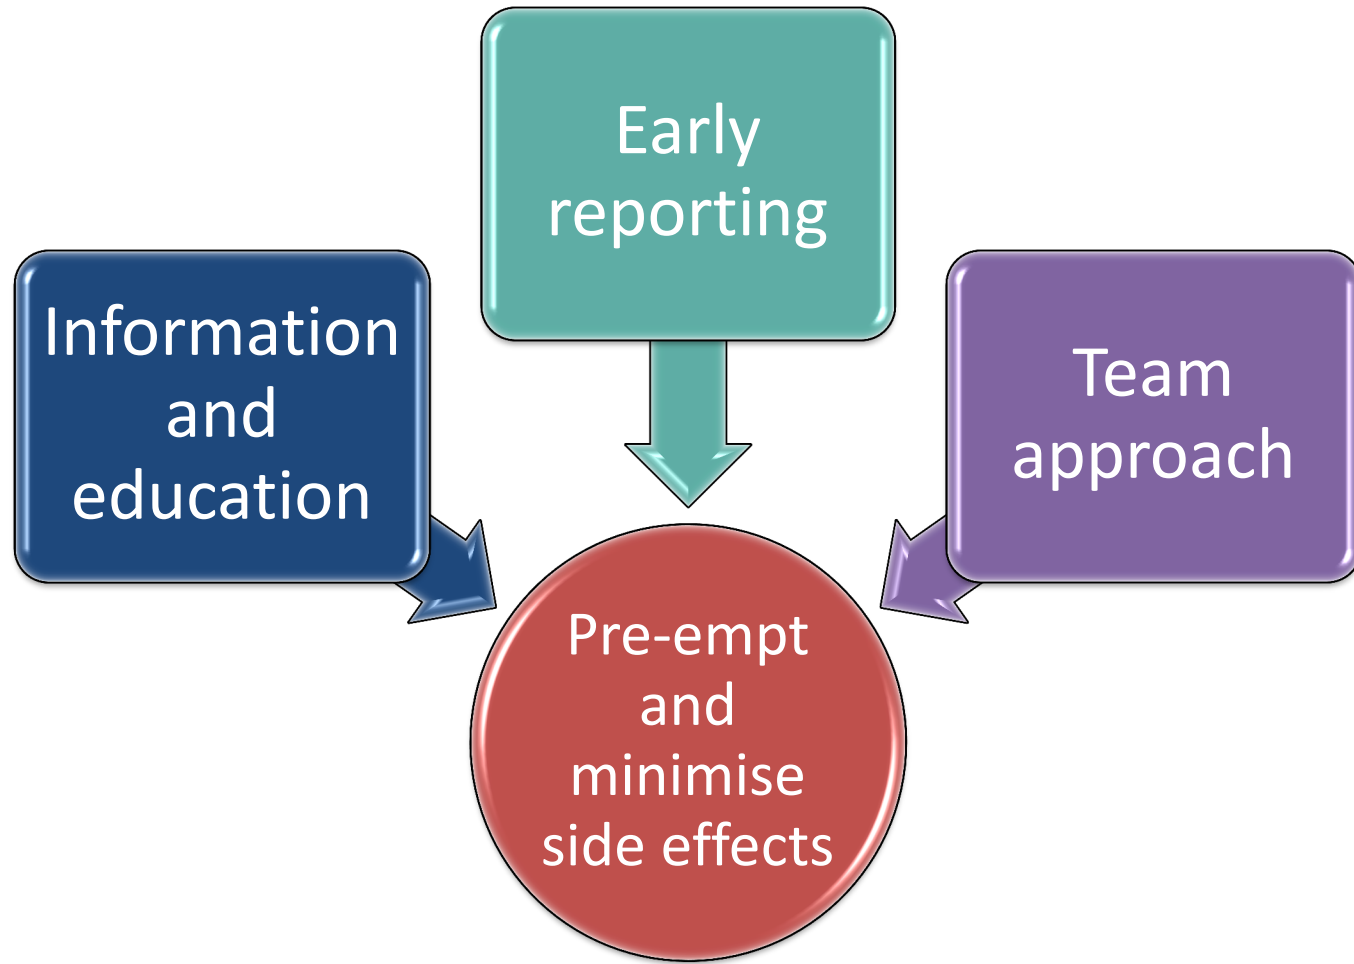 Early
reporting
Information
and
education
Team
approach
Pre-empt
and
minimise
side effects